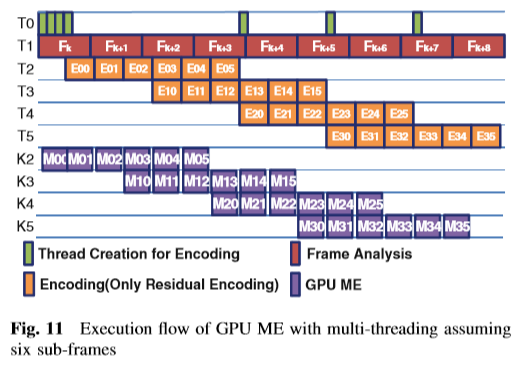 T0
T1 Fk Fk+1 Fk+2 Fk+3 Fk+4 Fk+5 Fk+6 Fk+7 Fk+8
T2 E00 E01 E02 E03 E04 E05
T3 E10 E11 E12 E13 E14 E15
T4 E20 E21 E22 E23 E24 E25
T5 E30 E31 E32 E33 E34 E35
K2 M00 M01 M02 M03 M04 M05
K3 M10 M11 M12 M13 M14 M15
K4 M20 M21 M22 M23 M24 M25
K5 M30 M31 M32 M33 M34 M35
Thread Creation for Encoding Frame Analysis
Encoding(Only Residual Encoding) GPU ME
Fig. 11 Execution flow of GPU ME with multi-threading assuming
six sub-frames